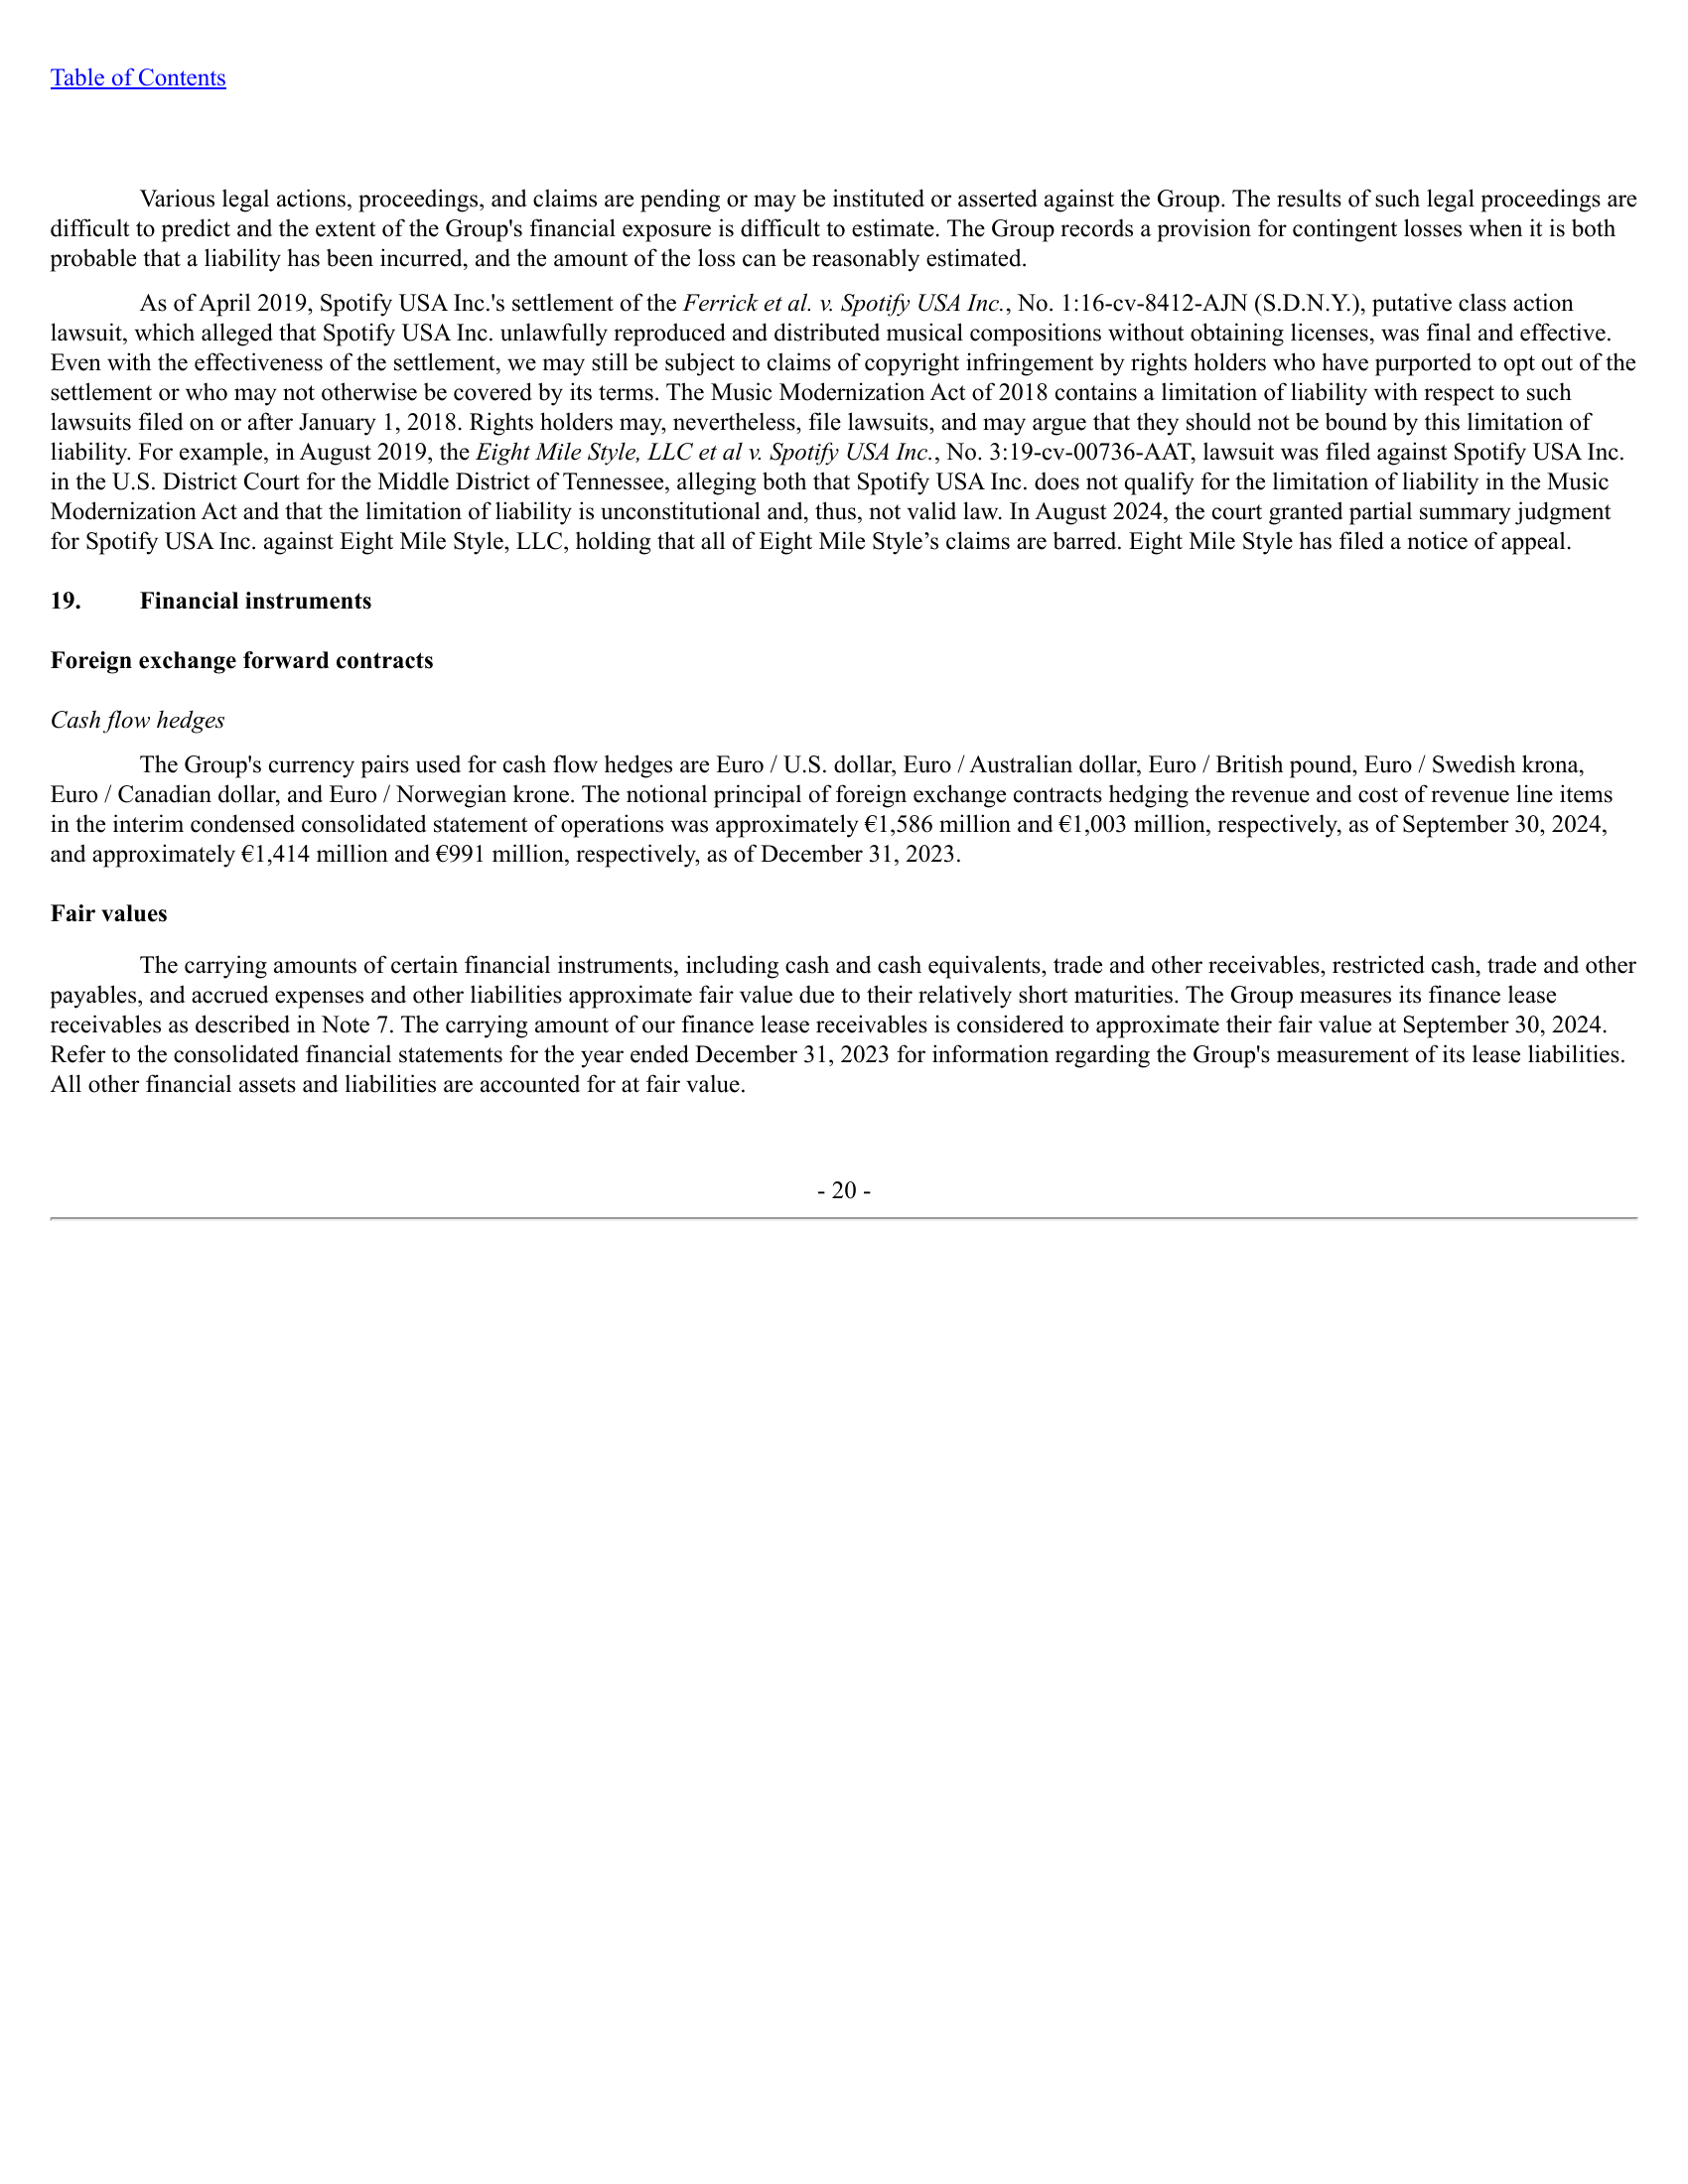 Table of Contents
Various legal actions, proceedings, and claims are pending or may be instituted or asserted against the Group. The results of such legal proceedings are
difficult to predict and the extent of the Group's financial exposure is difficult to estimate. The Group records a provision for contingent losses when it is both
probable that a liability has been incurred, and the amount of the loss can be reasonably estimated.
As of April 2019, Spotify USA Inc.'s settlement of the Ferrick et al. v. Spotify USA Inc., No. 1:16-cv-8412-AJN (S.D.N.Y.), putative class action
lawsuit, which alleged that Spotify USA Inc. unlawfully reproduced and distributed musical compositions without obtaining licenses, was final and effective.
Even with the effectiveness of the settlement, we may still be subject to claims of copyright infringement by rights holders who have purported to opt out of the
settlement or who may not otherwise be covered by its terms. The Music Modernization Act of 2018 contains a limitation of liability with respect to such
lawsuits filed on or after January 1, 2018. Rights holders may, nevertheless, file lawsuits, and may argue that they should not be bound by this limitation of
liability. For example, in August 2019, the Eight Mile Style, LLC et al v. Spotify USA Inc., No. 3:19-cv-00736-AAT, lawsuit was filed against Spotify USA Inc.
in the U.S. District Court for the Middle District of Tennessee, alleging both that Spotify USA Inc. does not qualify for the limitation of liability in the Music
Modernization Act and that the limitation of liability is unconstitutional and, thus, not valid law. In August 2024, the court granted partial summary judgment
for Spotify USA Inc. against Eight Mile Style, LLC, holding that all of Eight Mile Style’s claims are barred. Eight Mile Style has filed a notice of appeal.
19. Financial instruments
Foreign exchange forward contracts
Cash flow hedges
The Group's currency pairs used for cash flow hedges are Euro / U.S. dollar, Euro / Australian dollar, Euro / British pound, Euro / Swedish krona,
Euro / Canadian dollar, and Euro / Norwegian krone. The notional principal of foreign exchange contracts hedging the revenue and cost of revenue line items
in the interim condensed consolidated statement of operations was approximately €1,586 million and €1,003 million, respectively, as of September 30, 2024,
and approximately €1,414 million and €991 million, respectively, as of December 31, 2023.
Fair values
The carrying amounts of certain financial instruments, including cash and cash equivalents, trade and other receivables, restricted cash, trade and other
payables, and accrued expenses and other liabilities approximate fair value due to their relatively short maturities. The Group measures its finance lease
receivables as described in Note 7. The carrying amount of our finance lease receivables is considered to approximate their fair value at September 30, 2024.
Refer to the consolidated financial statements for the year ended December 31, 2023 for information regarding the Group's measurement of its lease liabilities.
All other financial assets and liabilities are accounted for at fair value.
- 20 -